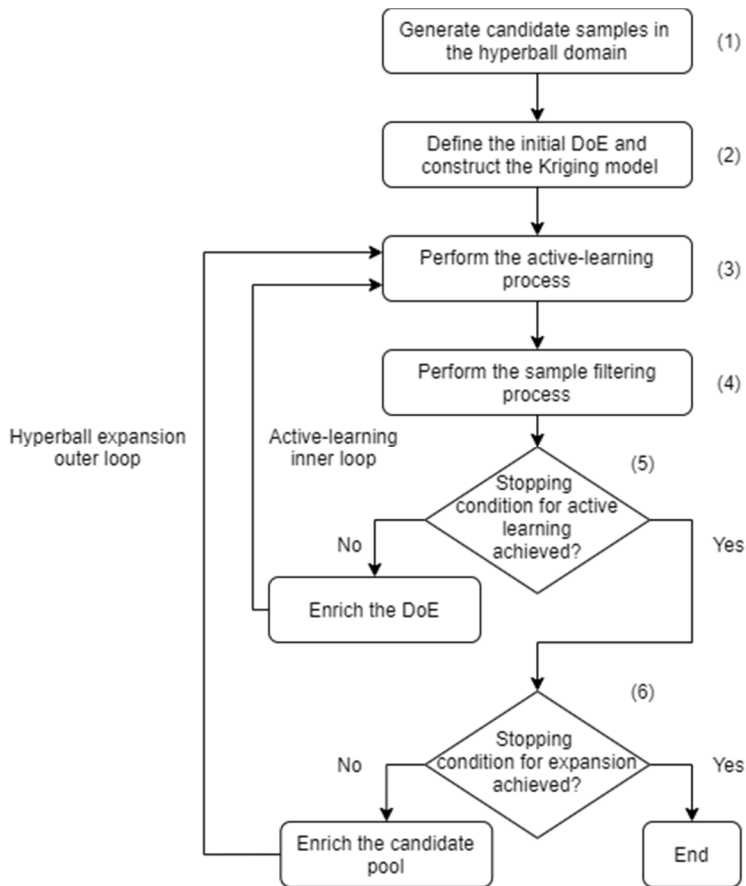 Generate candidate samples in
the hyperball domain
(1)
Define the initial DoE and
construct the Kriging model
(2)
Perform the active-learning
process
(3)
Perform the sample filtering
process
(4)
Hyperball expansion
outer loop
Active-learning
inner loop
(5)
Stopping
condition for active
learning
achieved?
No
Yes
Enrich the DoE
(6)
Stopping
condition for expansion
achieved?
No
Yes
Enrich the candidate
pool
End